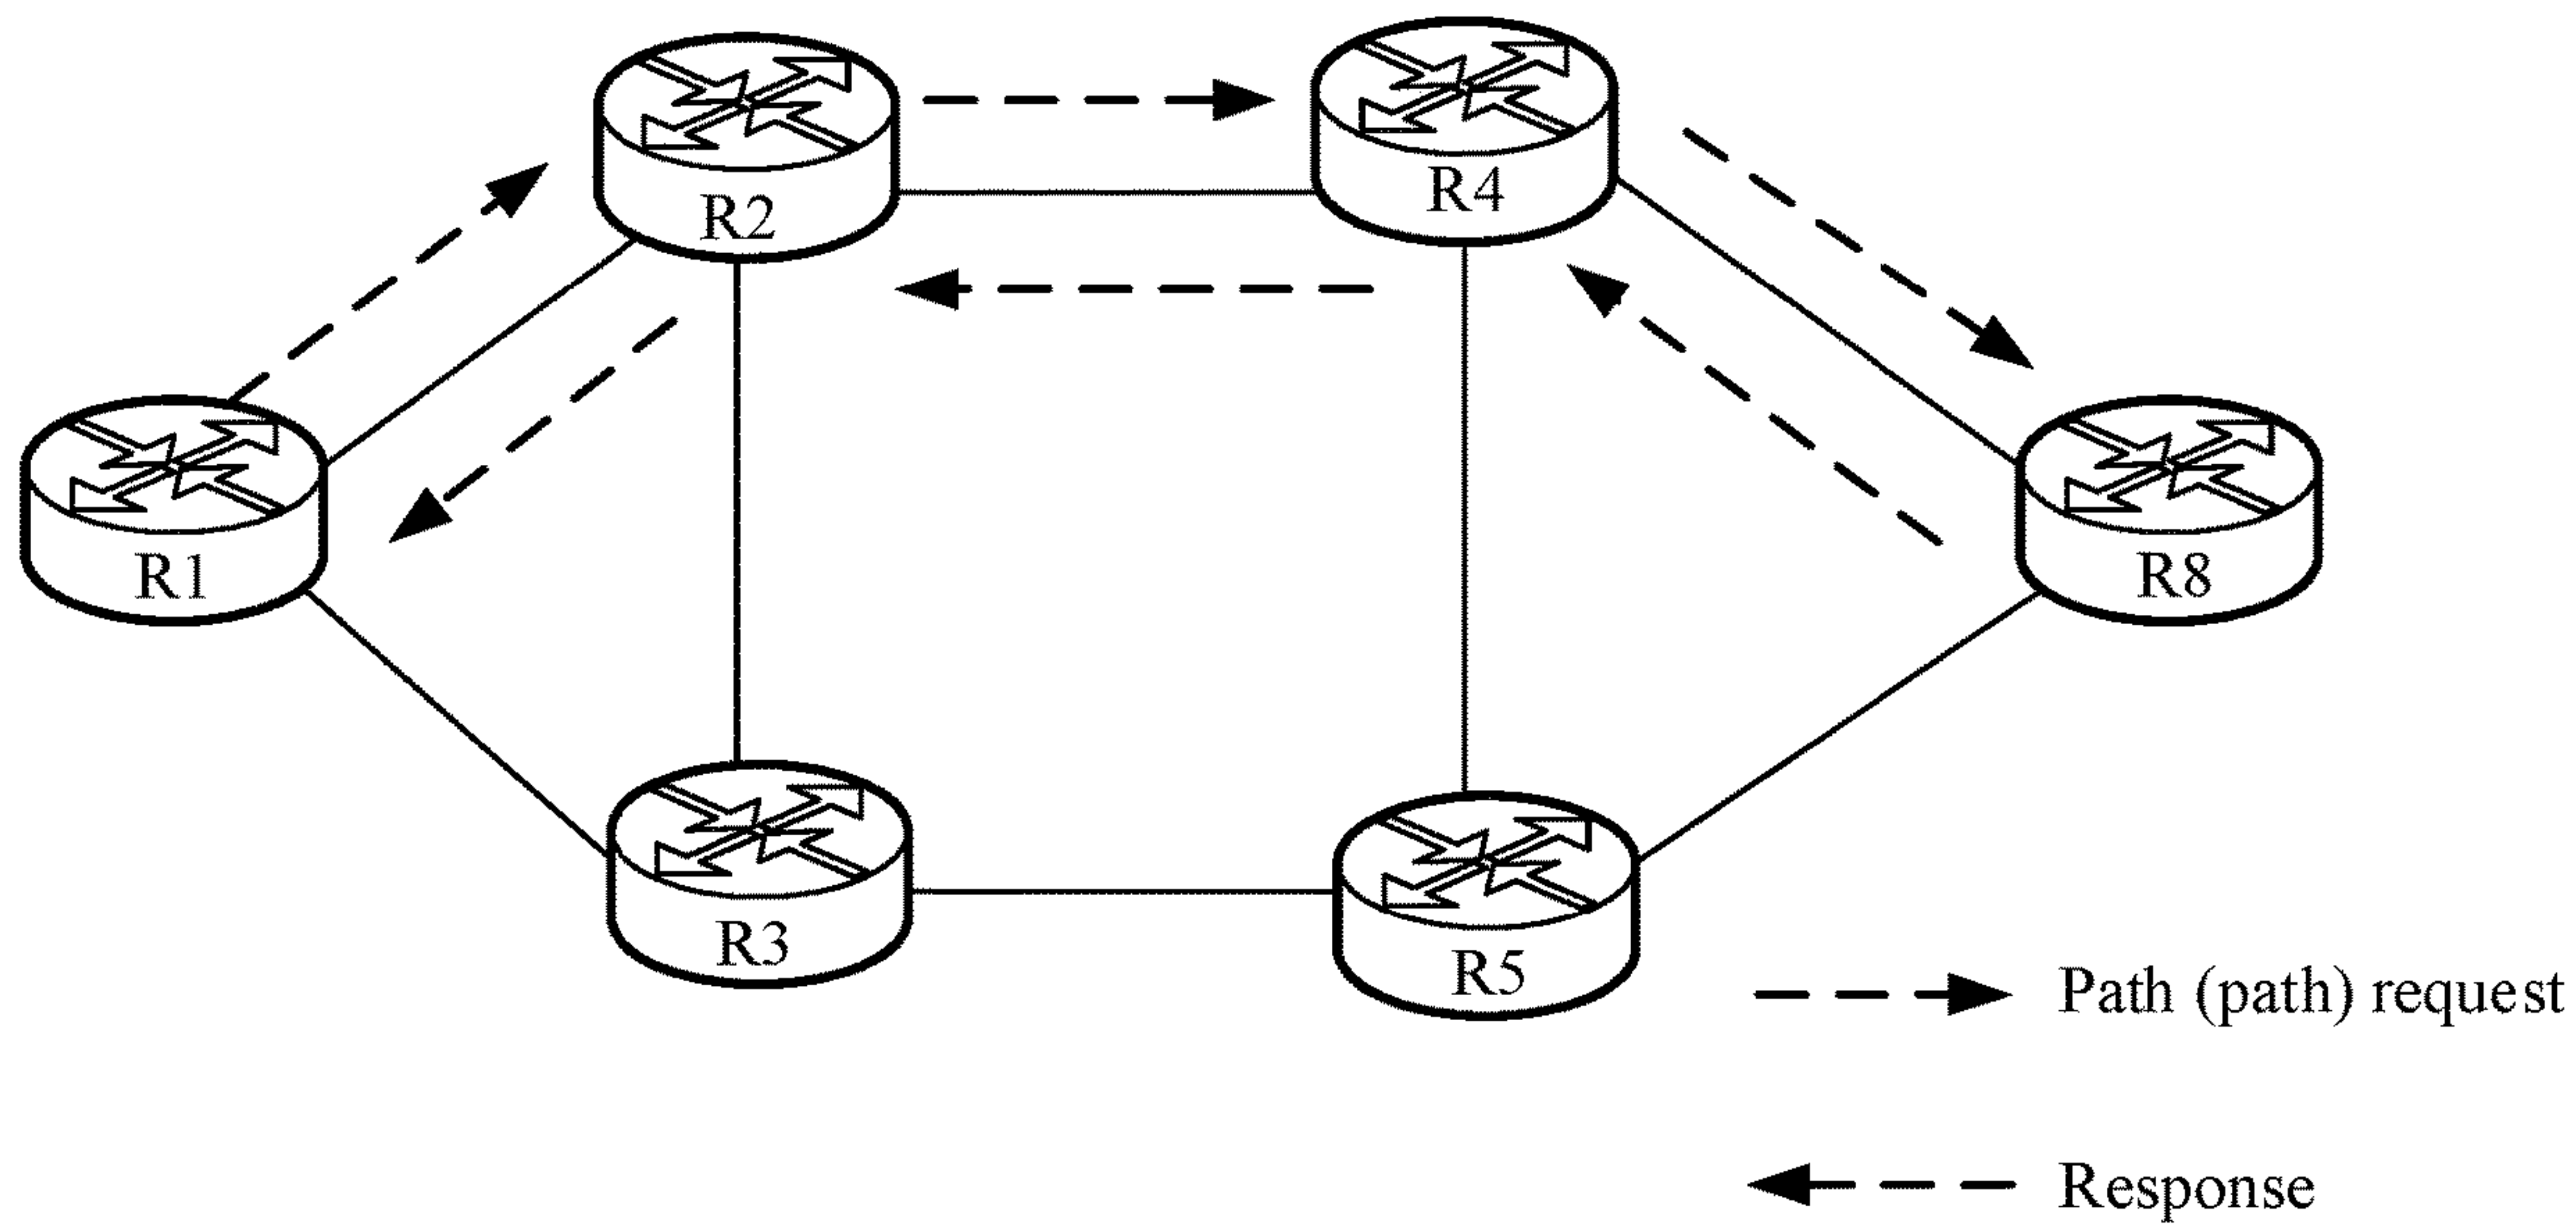 R2
R4
R1
R8
R3
R5
Path (path) request
Response